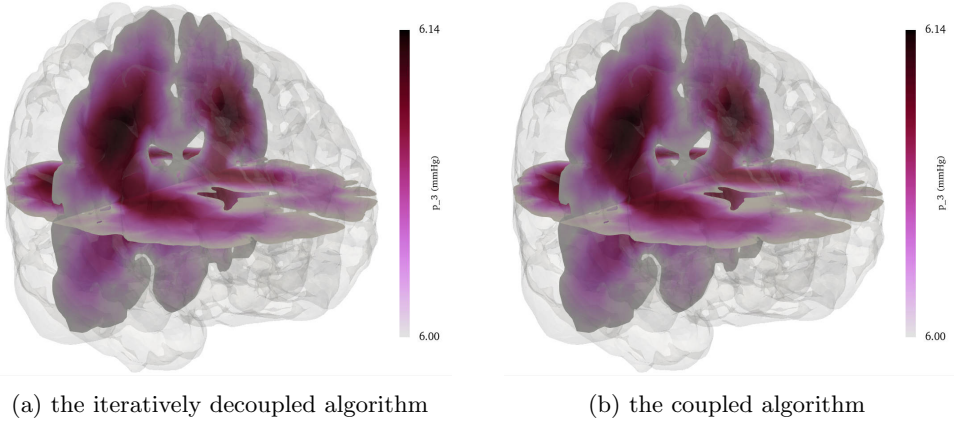 6.14
p_3 (mmHg)
6.00
6.14
p_3 (mmHg)
6.00
(a) the iteratively decoupled algorithm
(b) the coupled algorithm